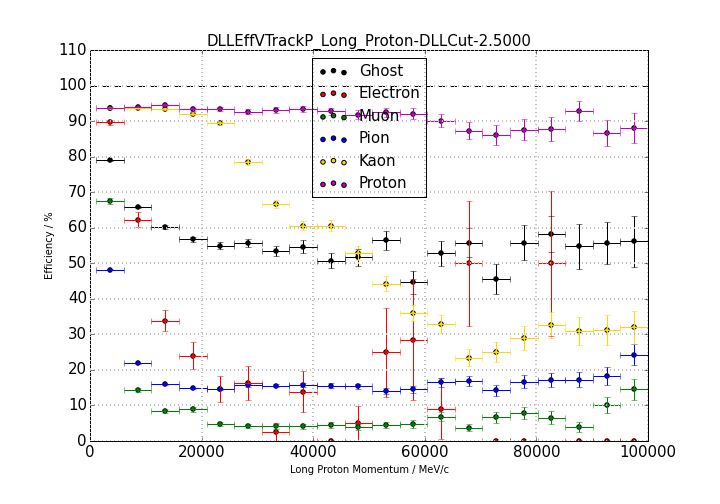 DLLEffVTrackP_Long_Proton-DLLCut-2.5000
110
100
90
80
70
60
50
40
30
20
10
0
Efficiency / %
Ghost
Electron
Muon
Pion
Kaon
Proton
0 20000 40000 60000 80000 100000
Long Proton Momentum / MeV/c